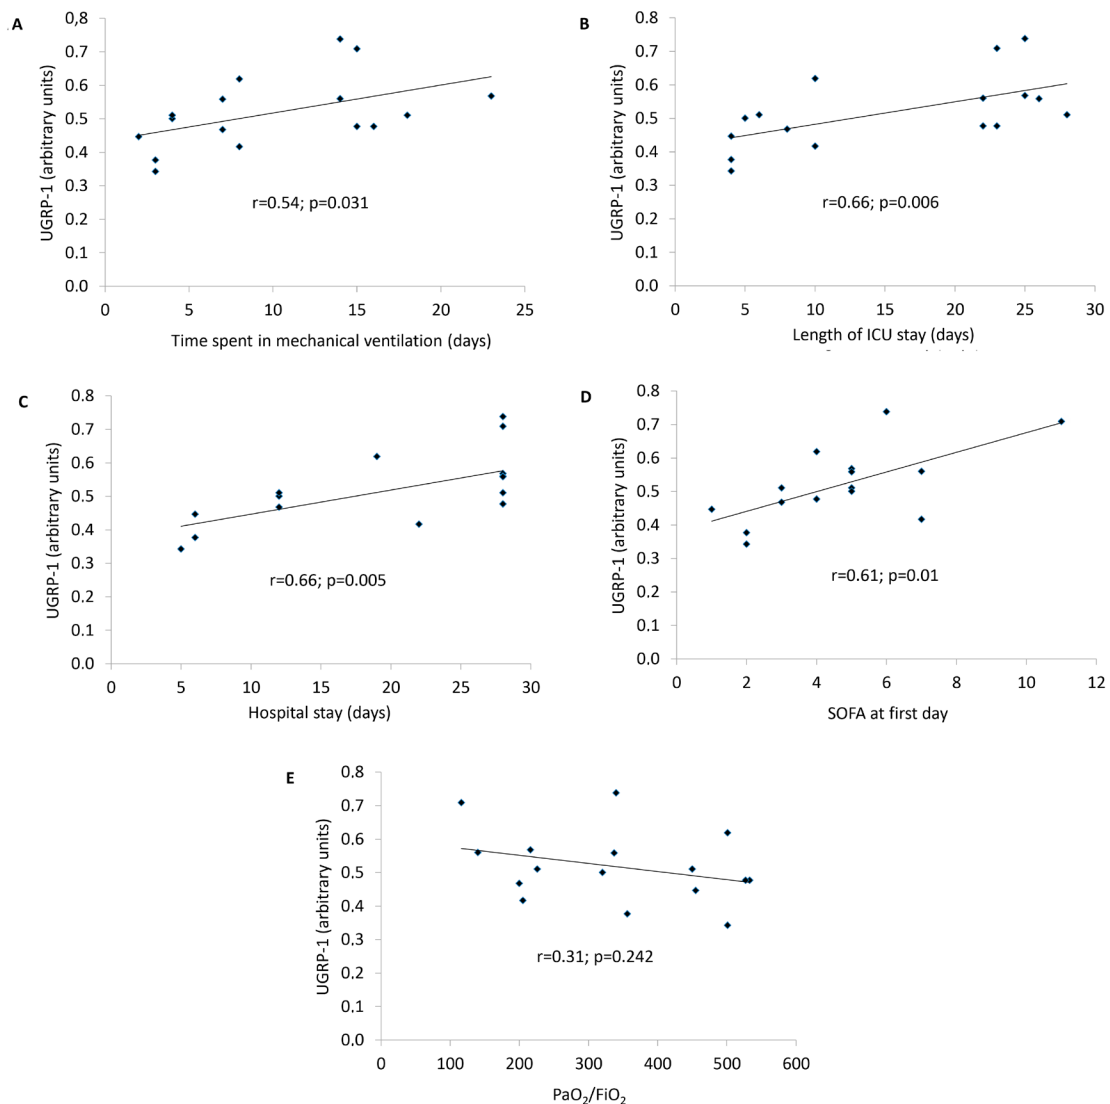 A
0,8
0.7
0.6
0.5
0.4
0.3
0.2
0.1
0.0
UGRP-1 (arbitrary units)
r=0.54; p=0.031
0 5 10 15 20 25
Time spent in mechanical ventilation (days)
B
0.8
0.7
0.6
0.5
0.4
0.3
0.2
0.1
0.0
UGRP-1 (arbitrary units)
r=0.66; p=0.006
0 5 10 15 20 25 30
Length of ICU stay (days)
C
0.8
0.7
0.6
0.5
0.4
0.3
0.2
0.1
0.0
UGRP-1 (arbitrary units)
r=0.66; p=0.005
0 5 10 15 20 25 30
Hospital stay (days)
D
0.8
0.7
0.6
0.5
0.4
0.3
0.2
0.1
0.0
UGRP-1 (arbitrary units)
r=0.61; p=0.01
0 2 4 6 8 10 12
SOFA at first day
E
0.8
0.7
0.6
0.5
0.4
0.3
0.2
0.1
0.0
UGRP-1 (arbitrary units)
r=0.31; p=0.242
0 100 200 300 400 500 600
PaO₂/FiO₂